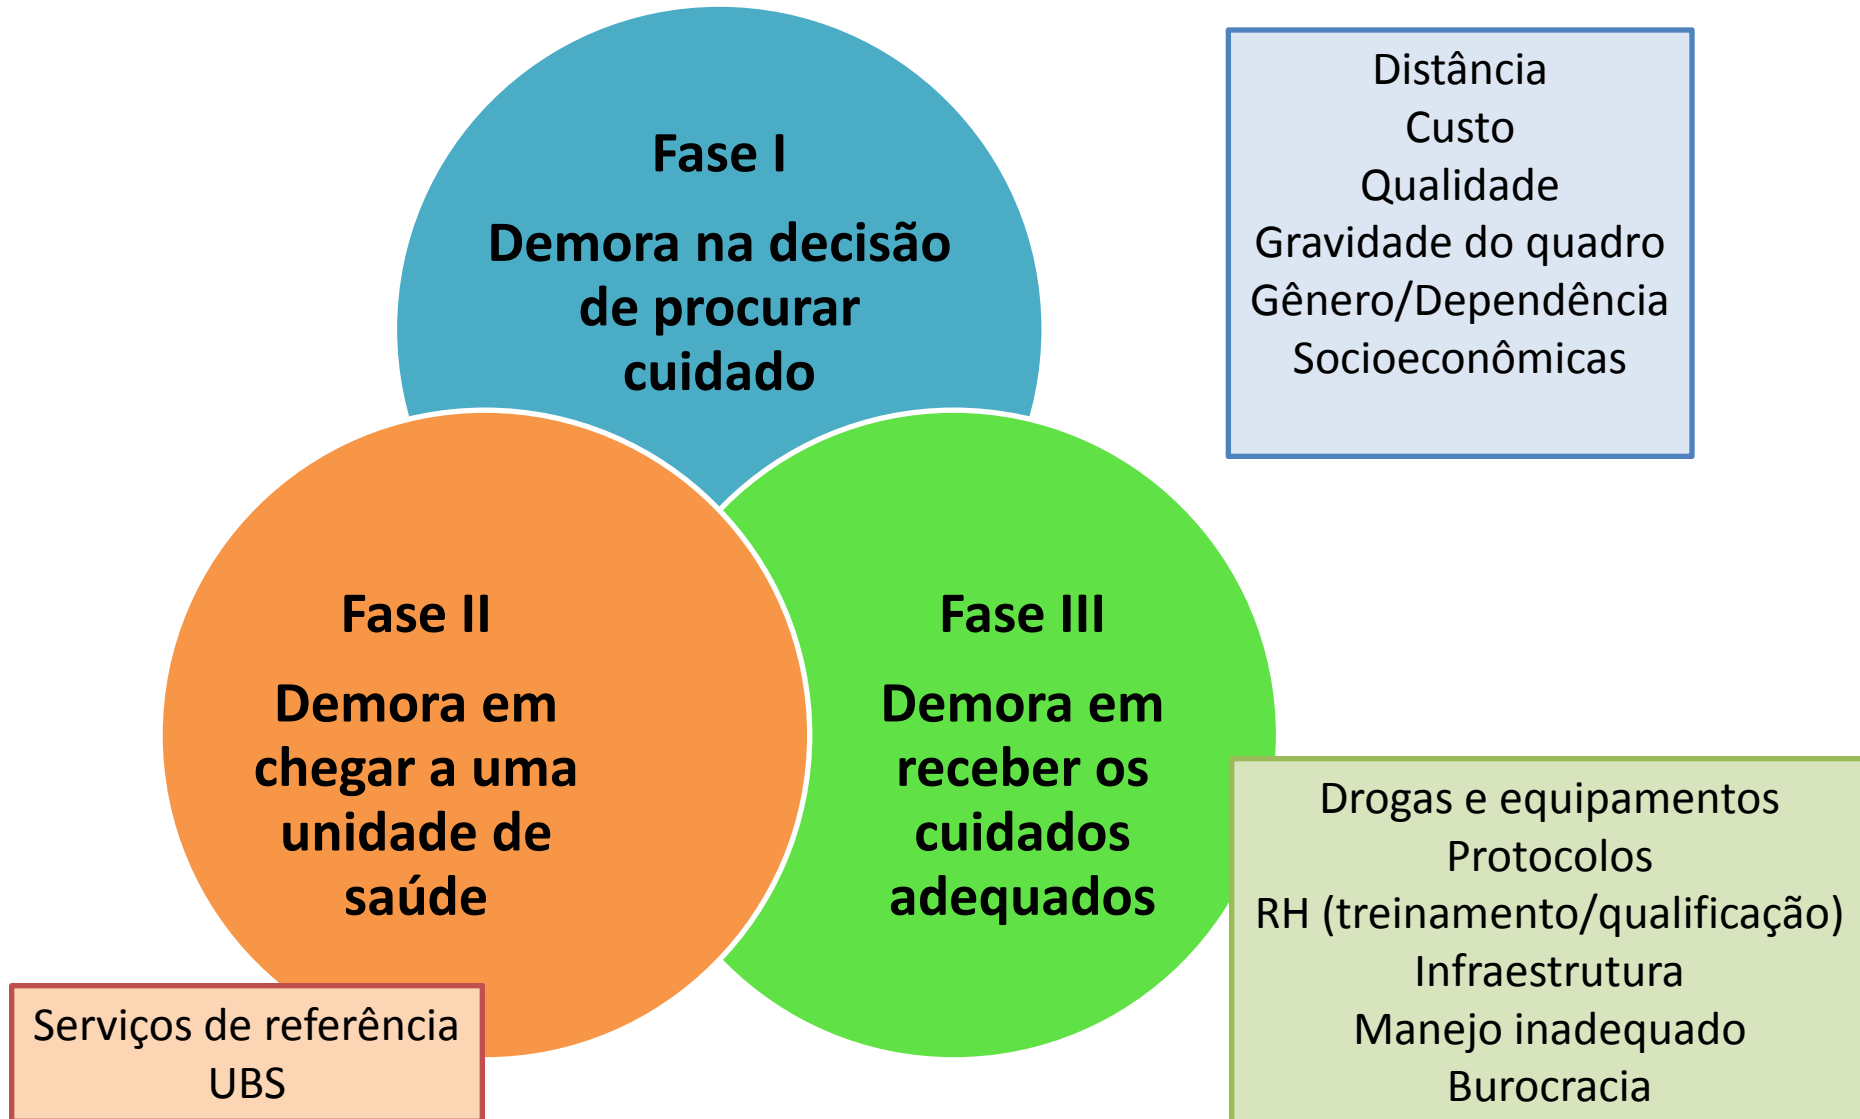 Fase I
Demora na decisão
de procurar
cuidado
Distância
Custo
Qualidade
Gravidade do quadro
Gênero/Dependência
Socioeconômicas
Fase II
Demora em
chegar a uma
unidade de
saúde
Fase III
Demora em
receber os
cuidados
adequados
Serviços de referência
UBS
Drogas e equipamentos
Protocolos
RH (treinamento/qualificação)
Infraestrutura
Manejo inadequado
Burocracia